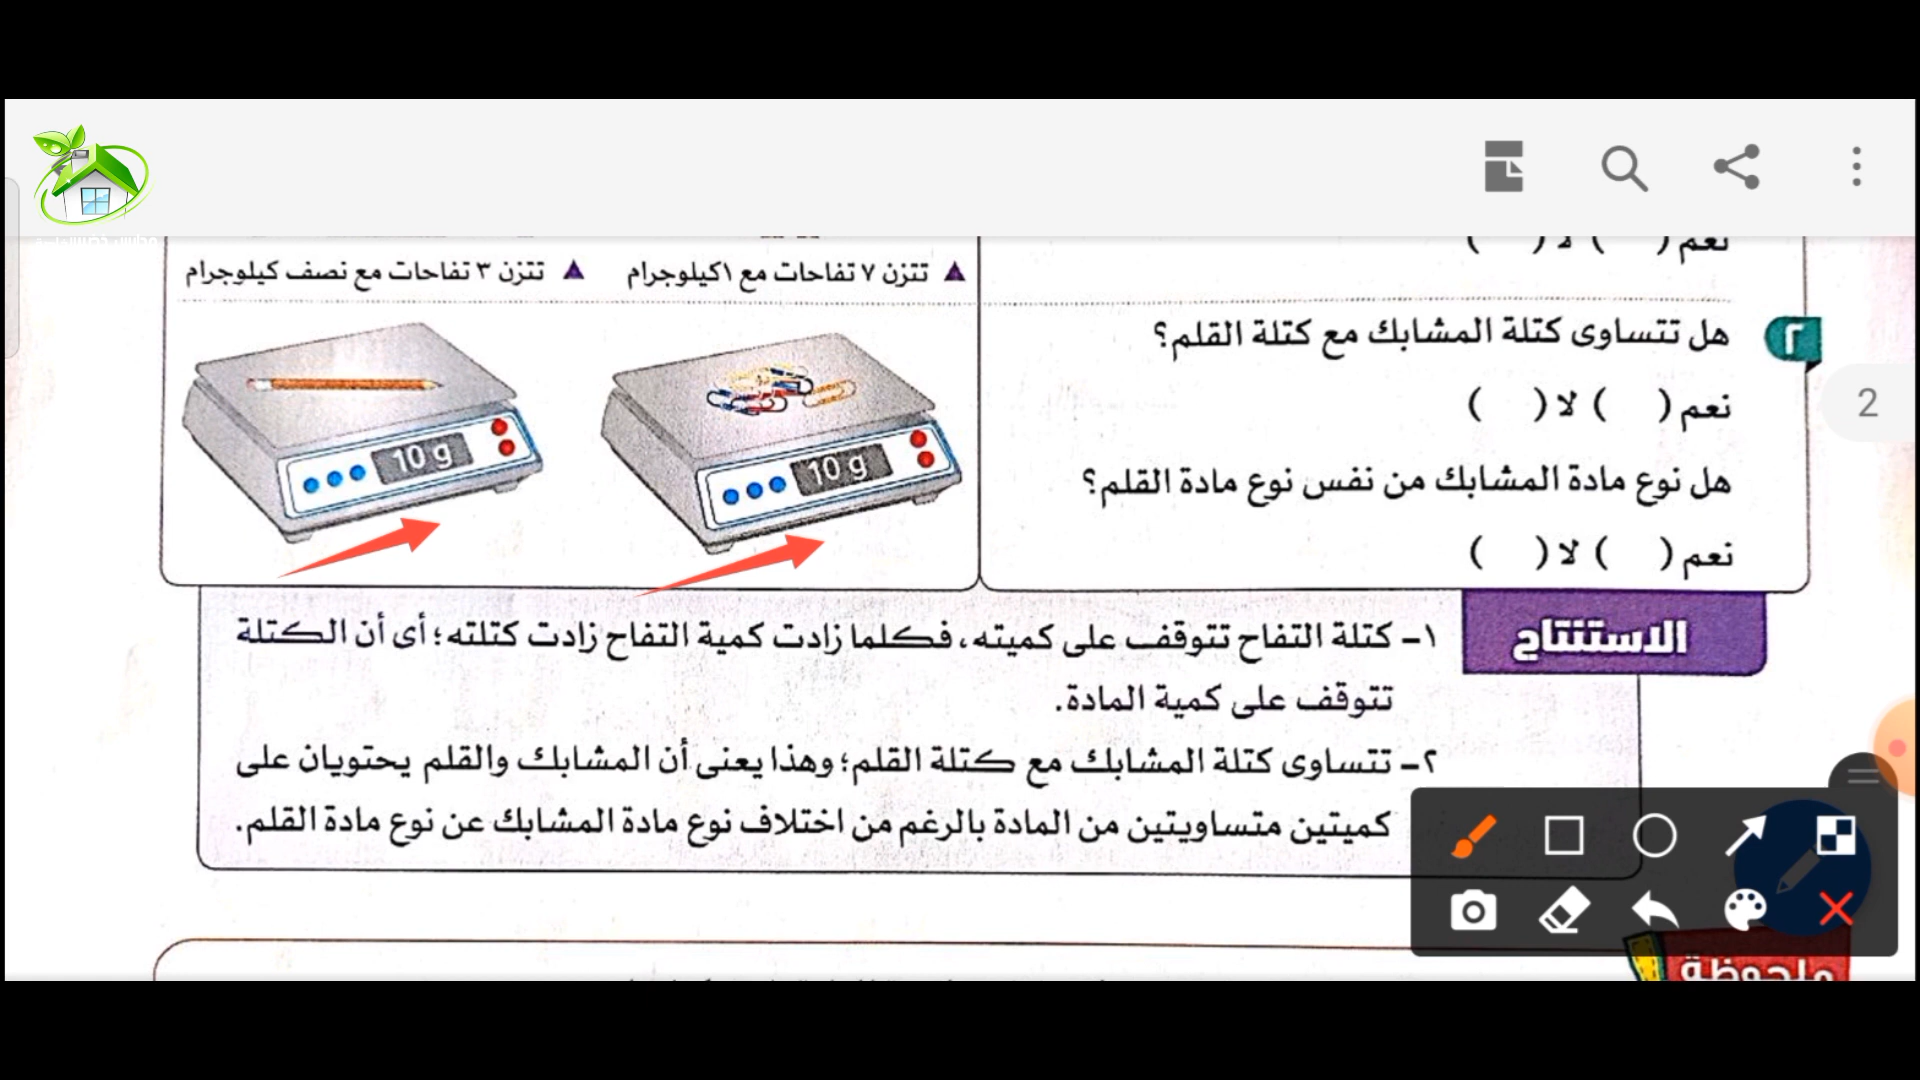 2
نعم ( ) لا ( )
▲ تتزن ٧ تفاحات مع ١كيلوجرام
▲ تتزن ٣ تفاحات مع نصف كيلوجرام
٢
هل تتساوى كتلة المشابك مع كتلة القلم؟
نعم ( ) لا ( )
هل نوع مادة المشابك من نفس نوع مادة القلم؟
نعم ( ) لا ( )
10 g
10 g
الاستنتاج
١- كتلة التفاح تتوقف على كميته، فكلما زادت كمية التفاح زادت كتلته؛ أى أن الكتلة
تتوقف على كمية المادة.
٢- تتساوى كتلة المشابك مع كتلة القلم؛ وهذا يعنى أن المشابك والقلم يحتويان على
كميتين متساويتين من المادة بالرغم من اختلاف نوع مادة المشابك عن نوع مادة القلم.
ملحوظة